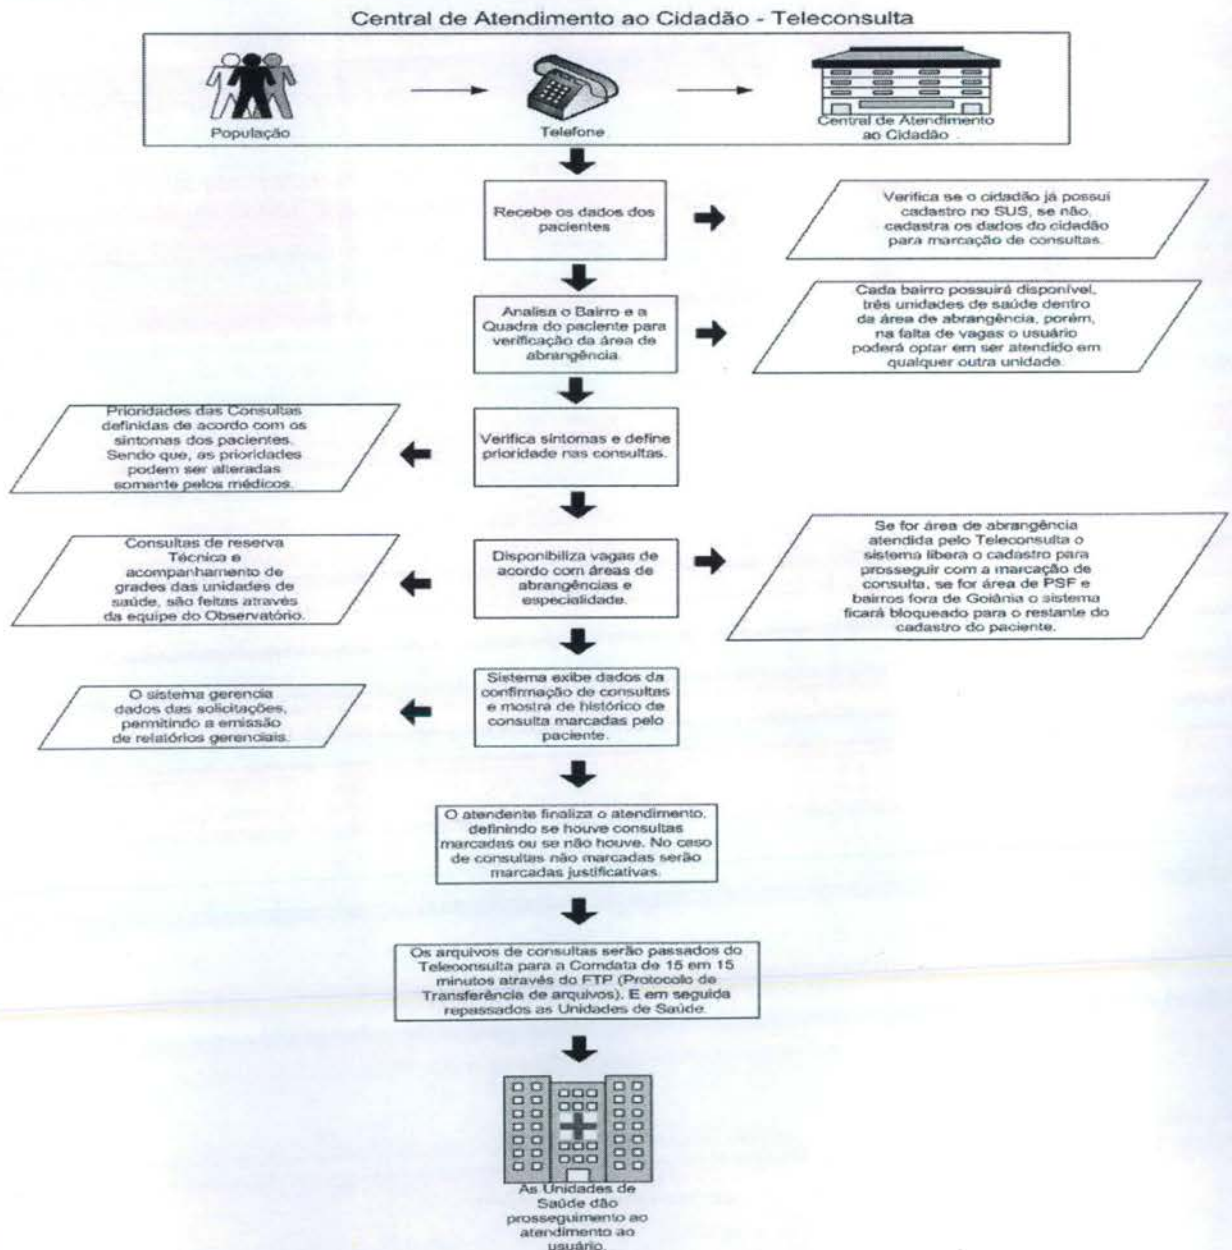 Central de Atendimento ao Cidadão - Teleconsulta
População
Telefone
Central de Atendimento
ao Cidadão
Recebe os dados dos
pacientes
Verifica se o cidadão já possui
cadastro no SUS, se não,
cadastra os dados do cidadão
para marcação de consultas.
Analisa o Bairro e a
Quadra do paciente para
verificação da área de
abrangência.
Cada bairro possuirá disponível,
três unidades de saúde dentro
da área de abrangência, porém,
na falta de vagas o usuário
poderá optar em ser atendido em
qualquer outra unidade.
Prioridades das Consultas
definidas de acordo com os
sintomas dos pacientes.
Sendo que, as prioridades
podem ser alteradas
somente pelos médicos.
Verifica sintomas e define
prioridade nas consultas.
Consultas de reserva
Técnica e
acompanhamento de
grades das unidades de
saúde, são feitas através
da equipe do Observatório.
Disponibiliza vagas de
acordo com áreas de
abrangências e
especialidade.
Se for área de abrangência
atendida pelo Teleconsulta o
sistema libera o cadastro para
prosseguir com a marcação de
consulta, se for área de PSF e
bairros fora de Goiânia o sistema
ficará bloqueado para o restante do
cadastro do paciente.
O sistema gerencia
dados das solicitações,
permitindo a emissão
de relatórios gerenciais.
Sistema exibe dados da
confirmação de consultas
e mostra de histórico de
consulta marcadas pelo
paciente.
O atendente finaliza o atendimento,
definindo se houve consultas
marcadas ou se não houve. No caso
de consultas não marcadas serão
marcadas justificativas.
Os arquivos de consultas serão passados do
Teleconsulta para a Comdata de 15 em 15
minutos através do FTP (Protocolo de
Transferência de arquivos). E em seguida
repassados as Unidades de Saúde.
As Unidades de
Saúde dão
prosseguimento ao
atendimento ao
usuário.